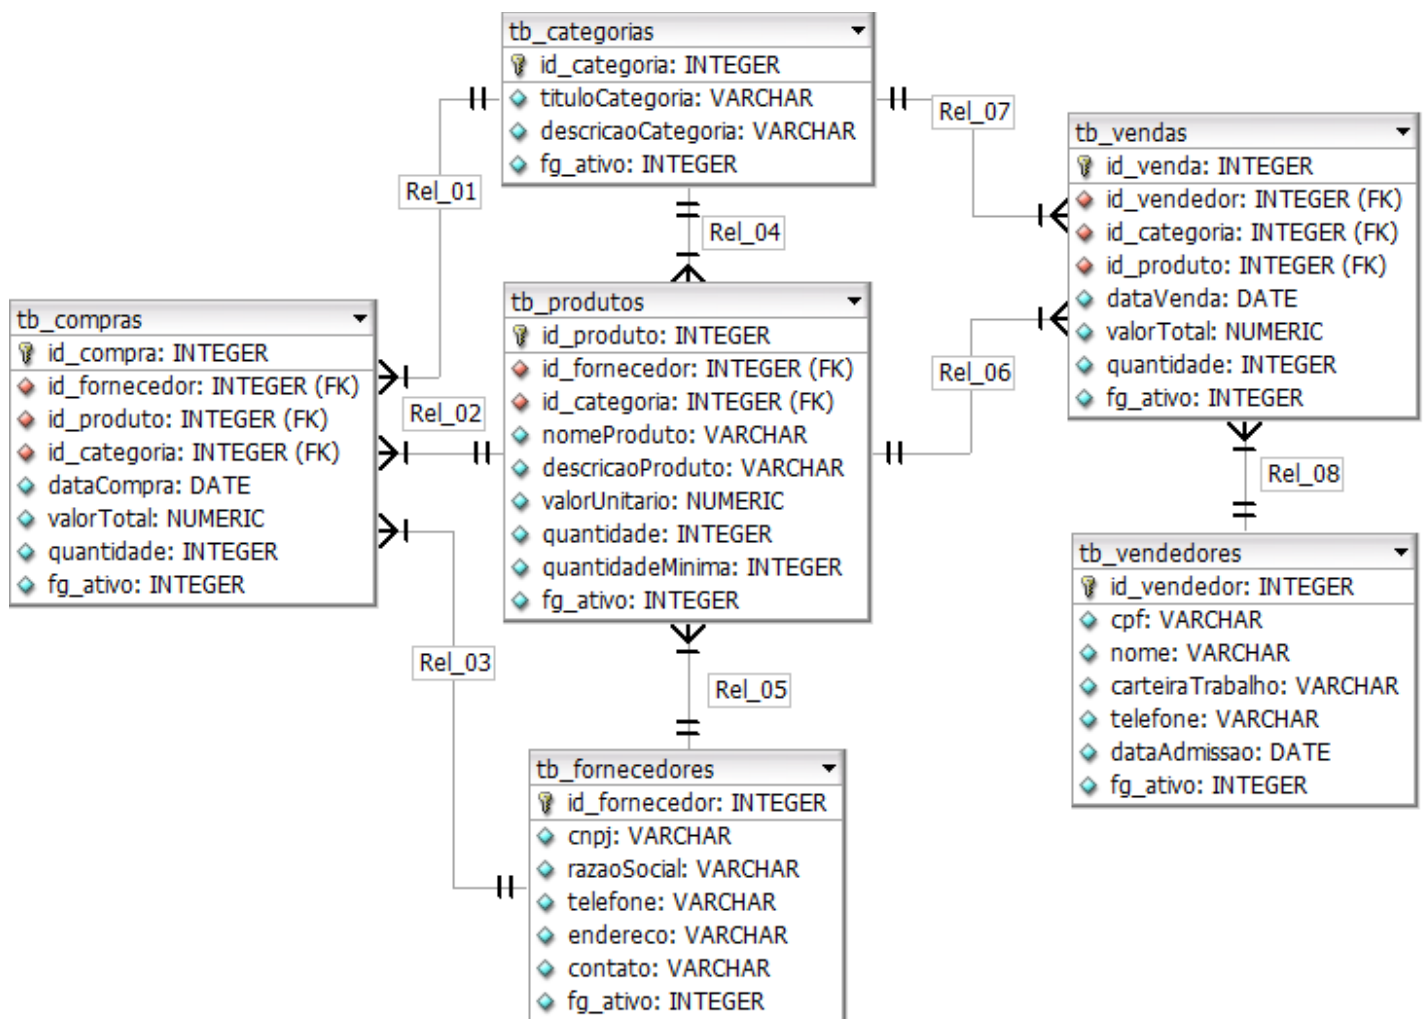 tb_categorias
id_categoria: INTEGER
tituloCategoria: VARCHAR
descricaoCategoria: VARCHAR
fg_ativo: INTEGER
Rel_01
Rel_04
Rel_07
tb_vendas
id_venda: INTEGER
id_vendedor: INTEGER (FK)
id_categoria: INTEGER (FK)
id_produto: INTEGER (FK)
dataVenda: DATE
valorTotal: NUMERIC
quantidade: INTEGER
fg_ativo: INTEGER
tb_compras
id_compra: INTEGER
id_fornecedor: INTEGER (FK)
id_produto: INTEGER (FK)
id_categoria: INTEGER (FK)
dataCompra: DATE
valorTotal: NUMERIC
quantidade: INTEGER
fg_ativo: INTEGER
Rel_02
tb_produtos
id_produto: INTEGER
id_fornecedor: INTEGER (FK)
id_categoria: INTEGER (FK)
nomeProduto: VARCHAR
descricaoProduto: VARCHAR
valorUnitario: NUMERIC
quantidade: INTEGER
quantidadeMinima: INTEGER
fg_ativo: INTEGER
Rel_06
Rel_08
tb_vendedores
id_vendedor: INTEGER
cpf: VARCHAR
nome: VARCHAR
carteiraTrabalho: VARCHAR
telefone: VARCHAR
dataAdmissao: DATE
fg_ativo: INTEGER
Rel_03
Rel_05
tb_fornecedores
id_fornecedor: INTEGER
cnpj: VARCHAR
razaoSocial: VARCHAR
telefone: VARCHAR
endereco: VARCHAR
contato: VARCHAR
fg_ativo: INTEGER